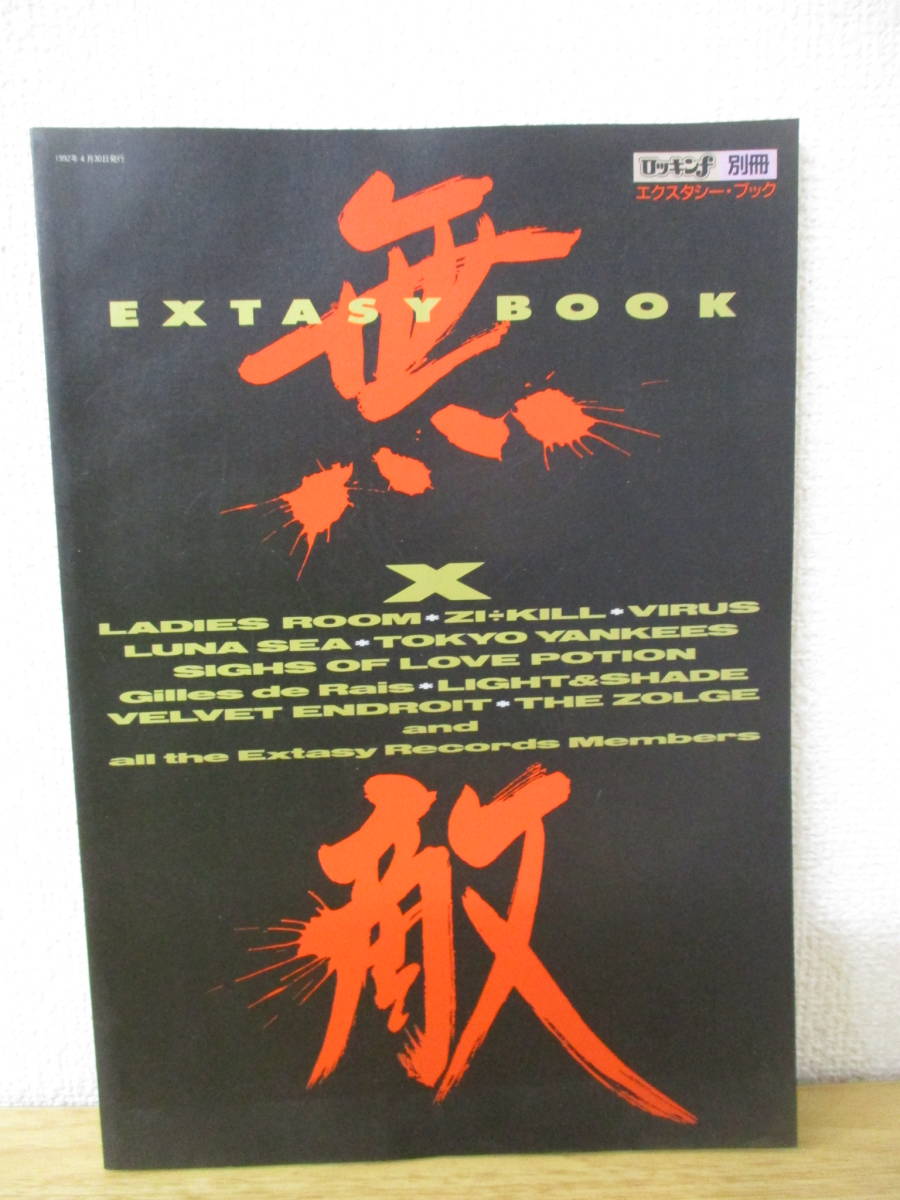 1992年4月30日発行
ロッキンf 別冊
エクスタシー・ブック
無
EXTASY BOOK
X
LADIES ROOM*ZI÷KILL*VIRUS
LUNA SEA*TOKYO YANKEES
SIGHS OF LOVE POTION
Gilles de Rais*LIGHT&SHADE
VELVET ENDROIT*THE ZOLGE
and
all the Extasy Records Members
敵